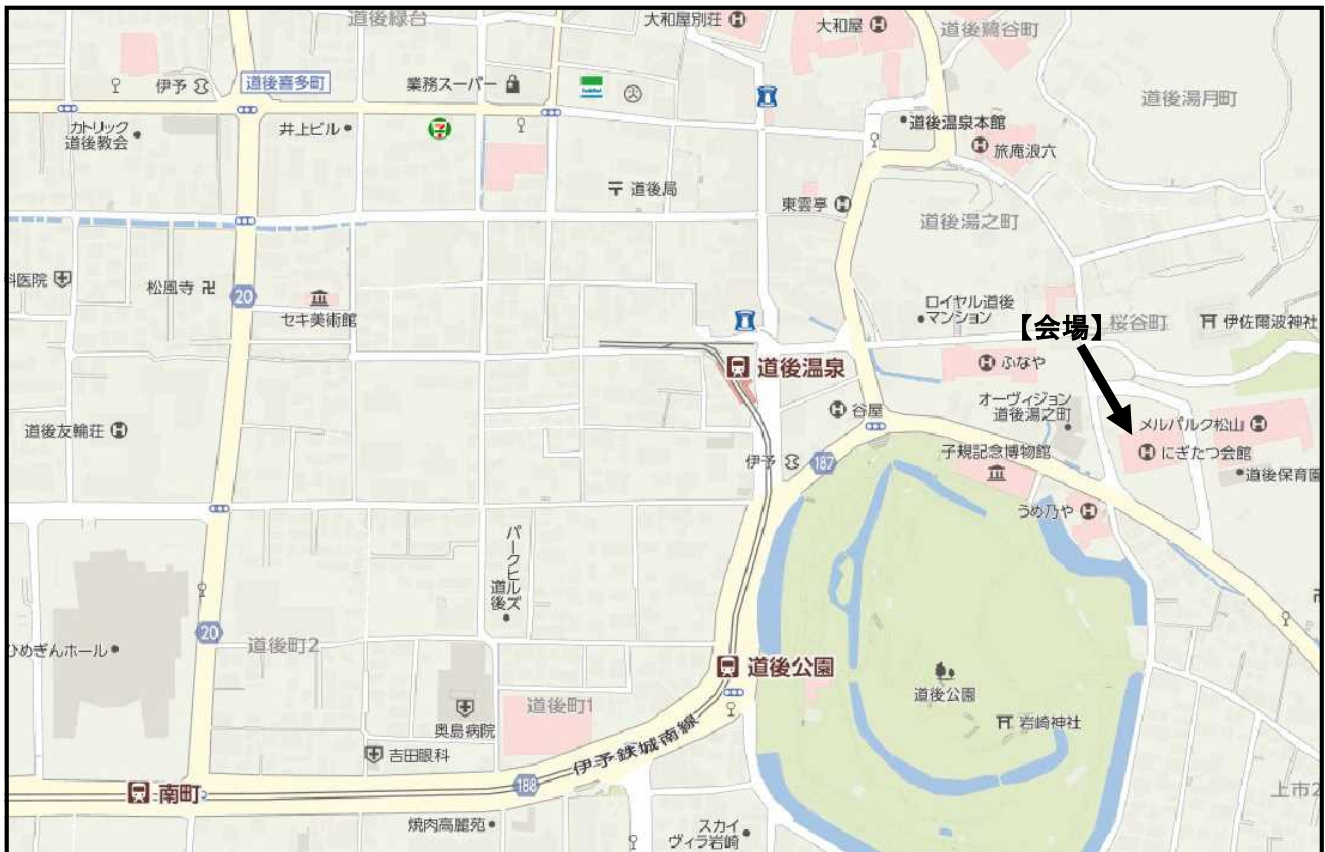 道後緑台
大和屋別荘
大和屋
道後鷺谷町
伊予
道後喜多町
業務スーパー
FamilyMart
道後湯月町
カトリック
道後教会
井上ビル
道後温泉本館
旅庵浪六
道後局
東雲亭
道後湯之町
科医院
松風寺
20
セキ美術館
ロイヤル道後
マンション
【会場】
桜谷町
伊佐爾波神社
道後温泉
ふなや
道後友輪荘
谷屋
オーヴィジョン
道後湯之町
メルパルク松山
子規記念博物館
にぎたつ会館
伊予
187
道後保育園
うめ乃や
パークヒルズ
道後
20
道後町2
ひめぎんホール
道後公園
道後公園
奥島病院
道後町1
岩崎神社
吉田眼科
伊予鉄城南線
188
南町
上市2
焼肉高麗苑
スカイ
ヴィラ岩崎